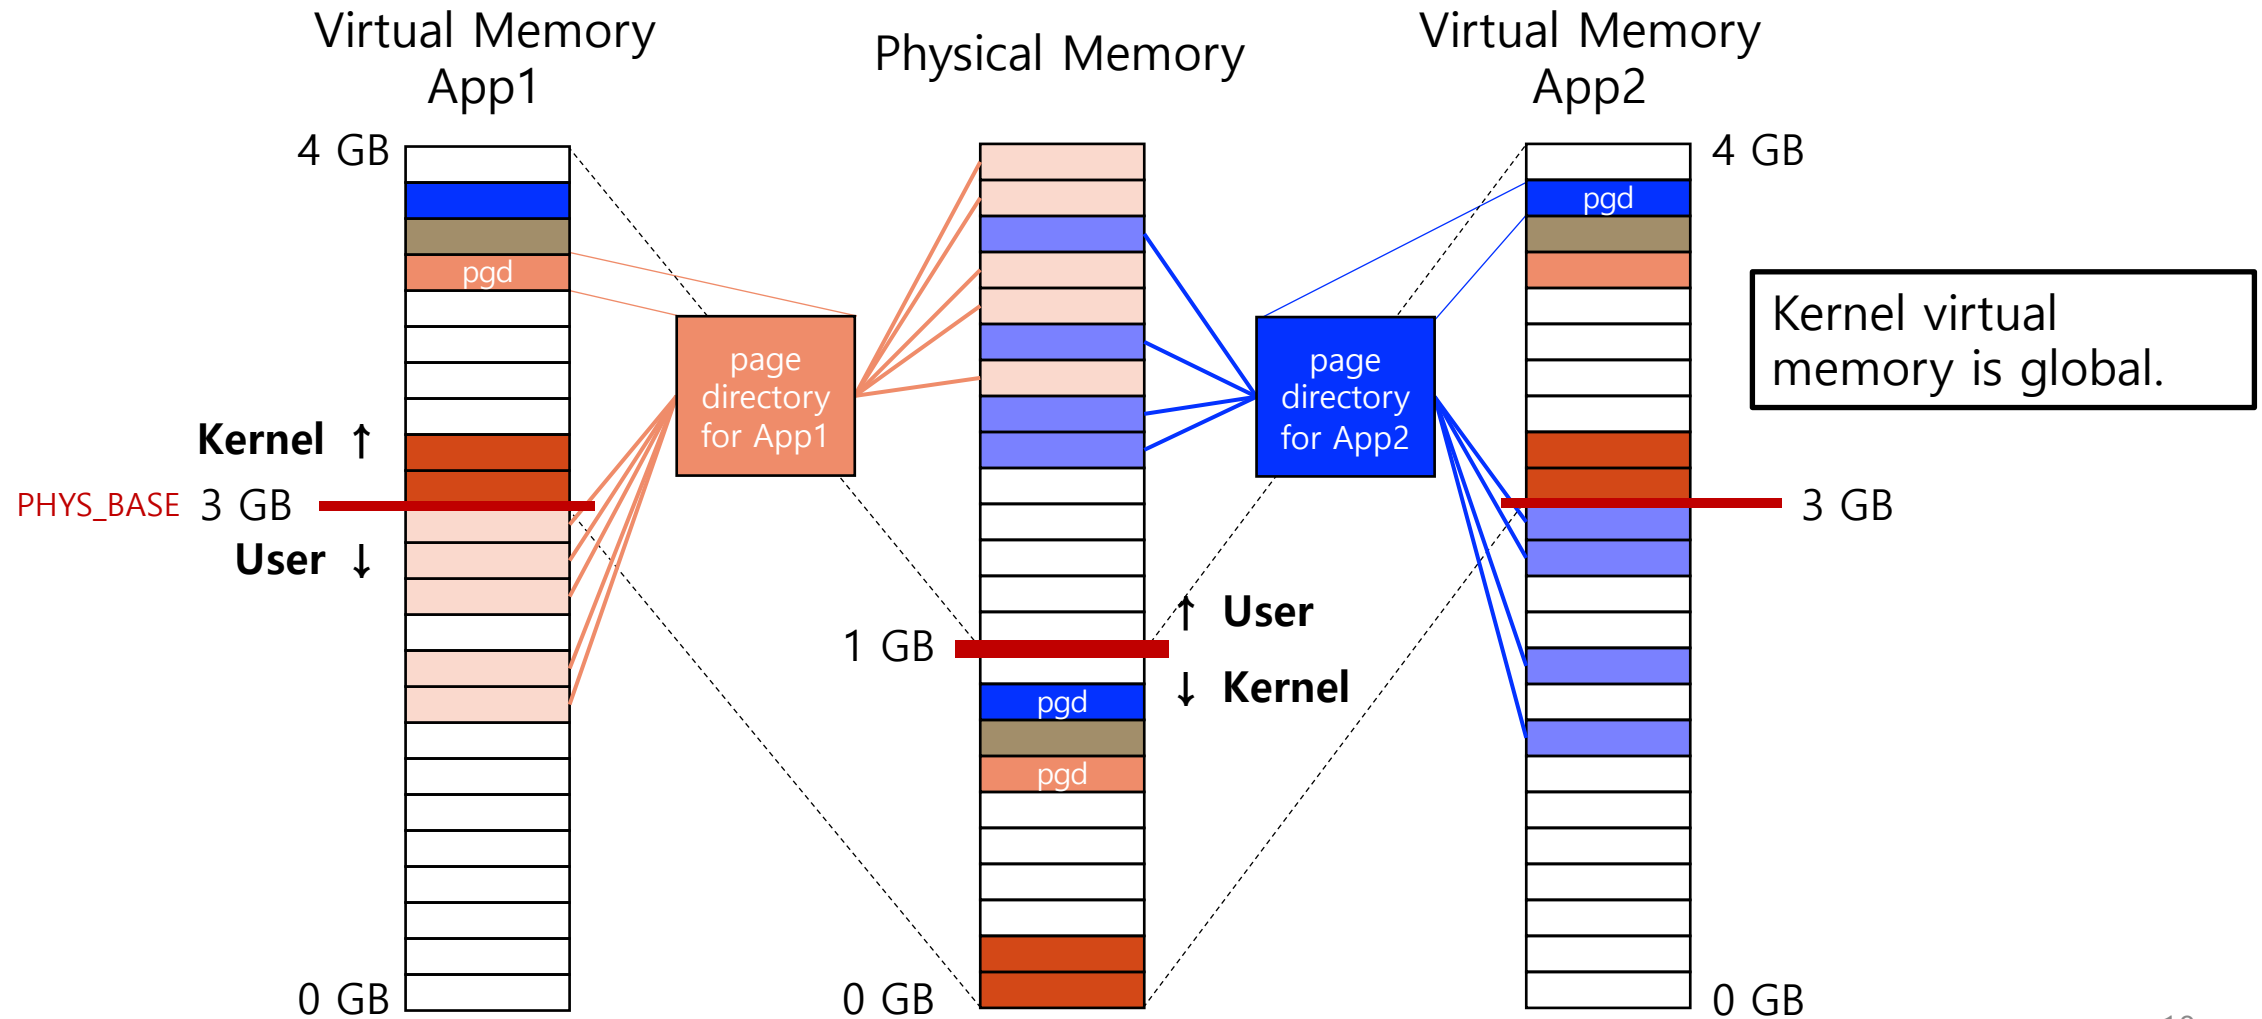 Virtual Memory
App1
Physical Memory
Virtual Memory
App2
4 GB
4 GB
pgd
pgd
Kernel virtual
memory is global.
page
directory
for App1
page
directory
for App2
Kernel ↑
PHYS_BASE 3 GB
3 GB
User ↓
↑ User
1 GB
↓ Kernel
pgd
pgd
0 GB
0 GB
0 GB